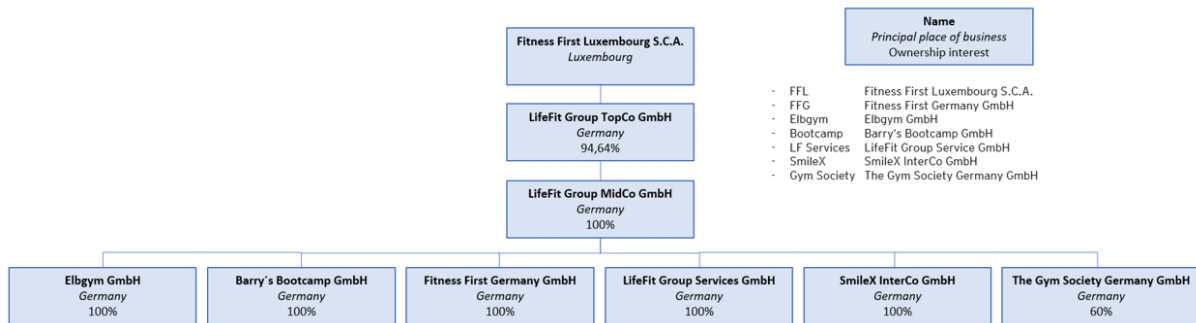 Fitness First Luxembourg S.C.A.
Luxembourg
Name
Principal place of business
Ownership interest
LifeFit Group TopCo GmbH
Germany
94,64%
- FFL Fitness First Luxembourg S.C.A.
- FFG Fitness First Germany GmbH
- Elbgym Elbgym GmbH
- Bootcamp Barry's Bootcamp GmbH
- LF Services LifeFit Group Service GmbH
- SmileX SmileX InterCo GmbH
- Gym Society The Gym Society Germany GmbH
LifeFit Group MidCo GmbH
Germany
100%
Elbgym GmbH
Germany
100%
Barry´s Bootcamp GmbH
Germany
100%
Fitness First Germany GmbH
Germany
100%
LifeFit Group Services GmbH
Germany
100%
SmileX InterCo GmbH
Germany
100%
The Gym Society Germany GmbH
Germany
60%